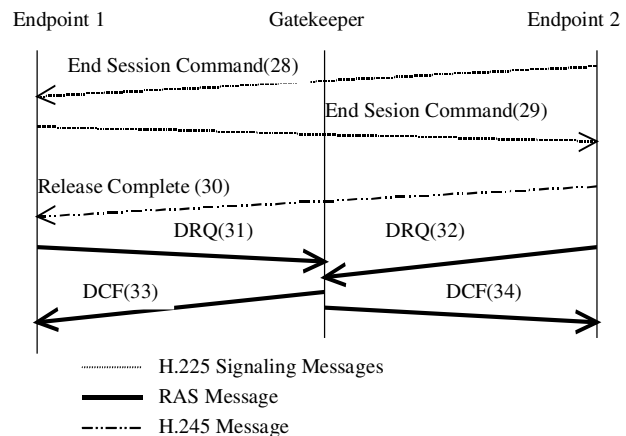 Endpoint 1 Gatekeeper Endpoint 2
End Session Command(28)
End Sesion Command(29)
Release Complete (30)
DRQ(31) DRQ(32)
DCF(33) DCF(34)
H.225 Signaling Messages
RAS Message
H.245 Message